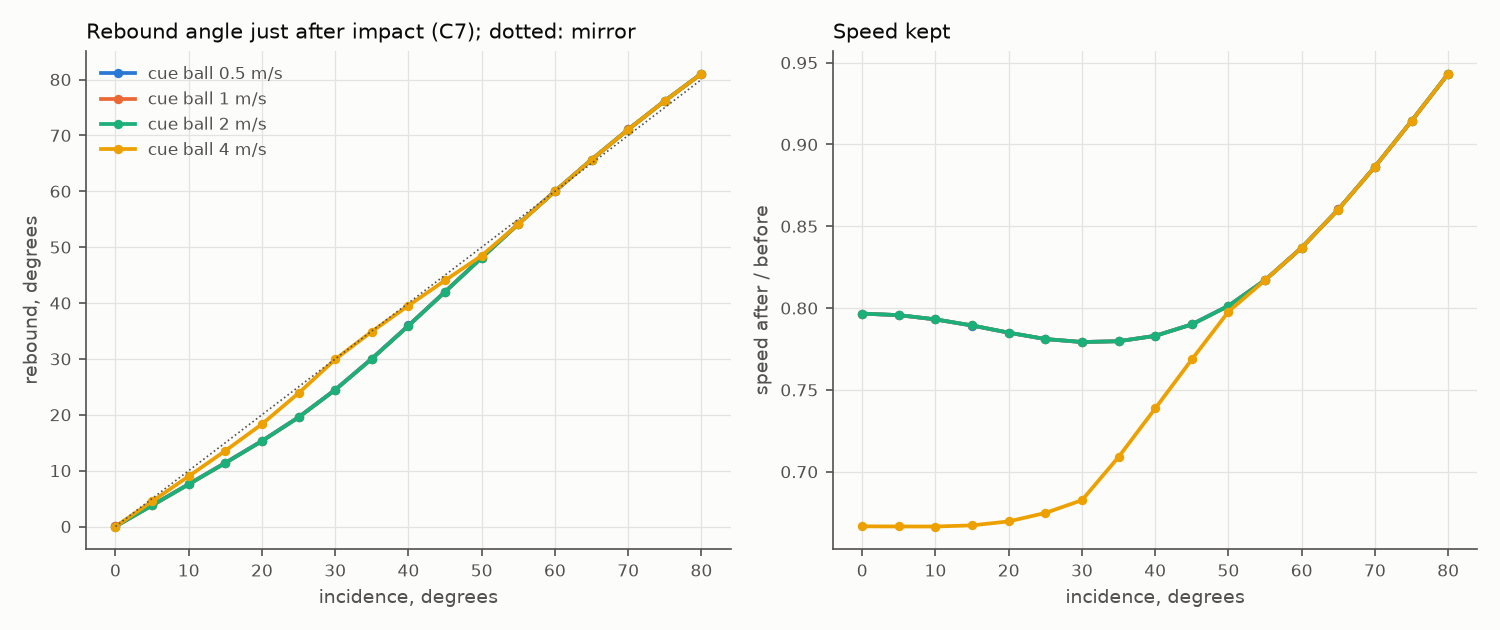 Rebound angle just after impact (C7); dotted: mirror
cue ball 0.5 m/s
cue ball 1 m/s
cue ball 2 m/s
cue ball 4 m/s
rebound, degrees
80
70
60
50
40
30
20
10
0
0 10 20 30 40 50 60 70 80
incidence, degrees
Speed kept
speed after / before
0.95
0.90
0.85
0.80
0.75
0.70
0 10 20 30 40 50 60 70 80
incidence, degrees